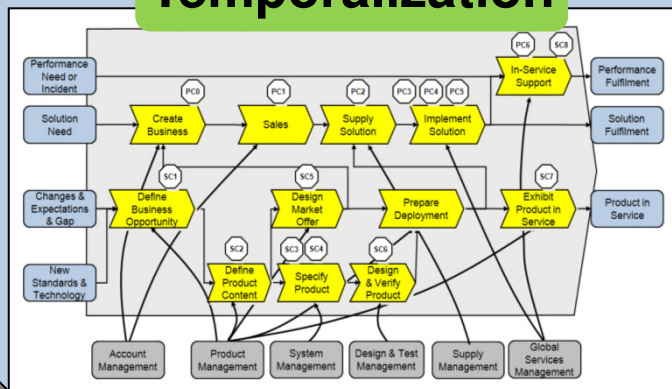 Temporalization
PC6
SC8
Performance
Need or
Incident
In-Service
Support
Performance
Fulfilment
PC0
PC1
PC2
PC3
PC4
PC5
Solution
Need
Create
Business
Sales
Supply
Solution
Implement
Solution
Solution
Fulfilment
SC1
SC5
SC7
Changes &
Expectations
& Gap
Define
Business
Opportunity
Design
Market
Offer
Prepare
Deployment
Exhibit
Product in
Service
Product in
Service
SC2
SC3
SC4
SC6
New
Standards &
Technology
Define
Product
Content
Specify
Product
Design
& Verify
Product
Account
Management
Product
Management
System
Management
Design & Test
Management
Supply
Management
Global
Services
Management